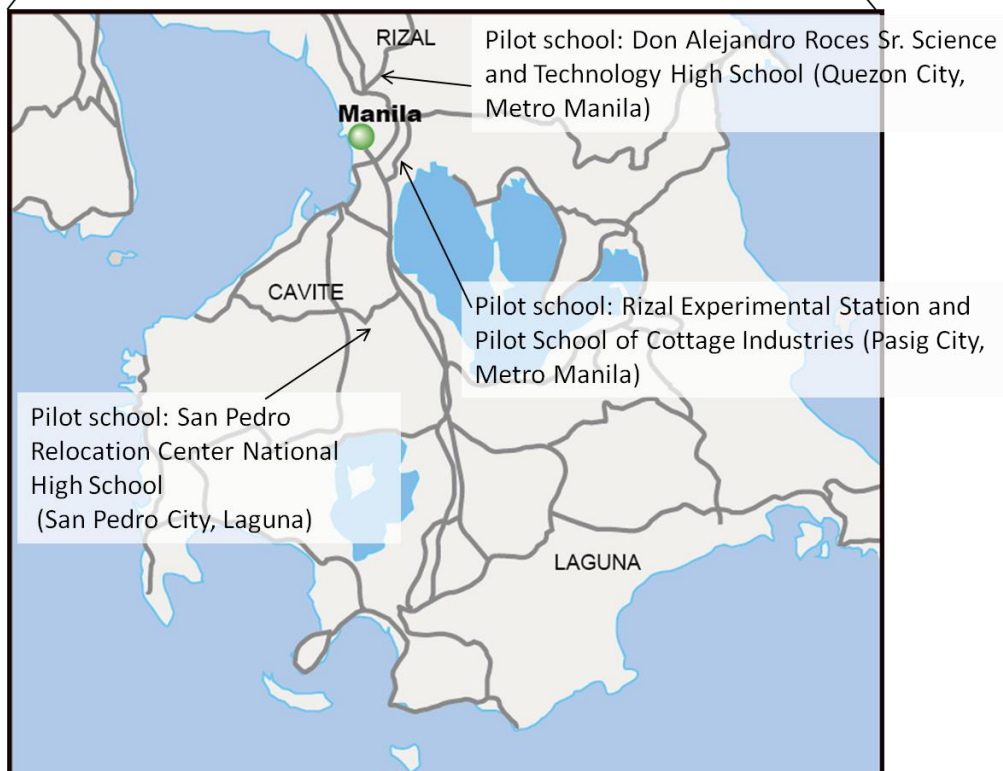 RIZAL
Pilot school: Don Alejandro Roces Sr. Science
and Technology High School (Quezon City,
Metro Manila)
Manila
CAVITE
Pilot school: Rizal Experimental Station and
Pilot School of Cottage Industries (Pasig City,
Metro Manila)
Pilot school: San Pedro
Relocation Center National
High School
(San Pedro City, Laguna)
LAGUNA